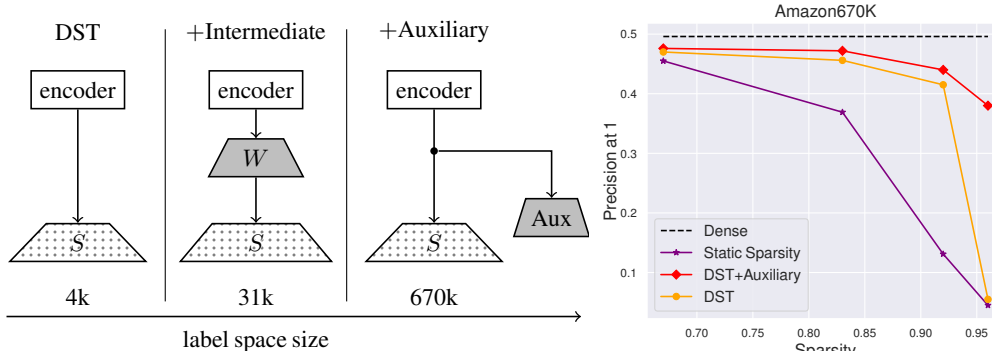 DST
+Intermediate
+Auxiliary
encoder
encoder
encoder
W
Aux
S
S
S
4k
31k
670k
label space size
Amazon670K
Precision at 1
0.5
0.4
0.3
0.2
0.1
Dense
Static Sparsity
DST+Auxiliary
DST
0.70
0.75
0.80
0.85
0.90
0.95
Sparsity